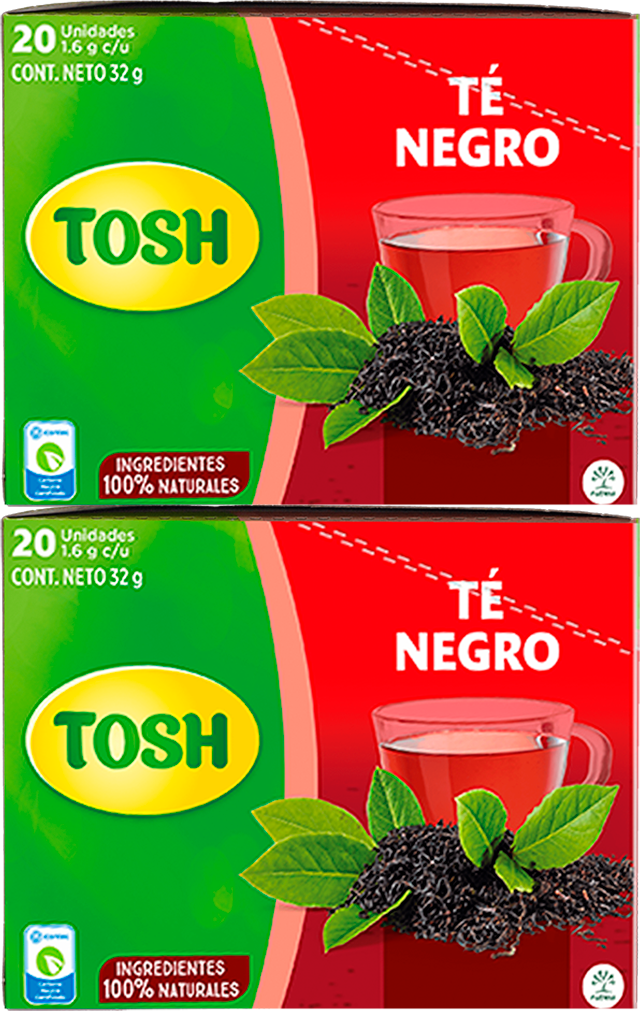 20 Unidades
1.6 g c/u
CONT. NETO 32 g
TÉ
NEGRO
TOSH
INGREDIENTES
100% NATURALES
20 Unidades
1.6 g c/u
CONT. NETO 32 g
TÉ
NEGRO
TOSH
INGREDIENTES
100% NATURALES